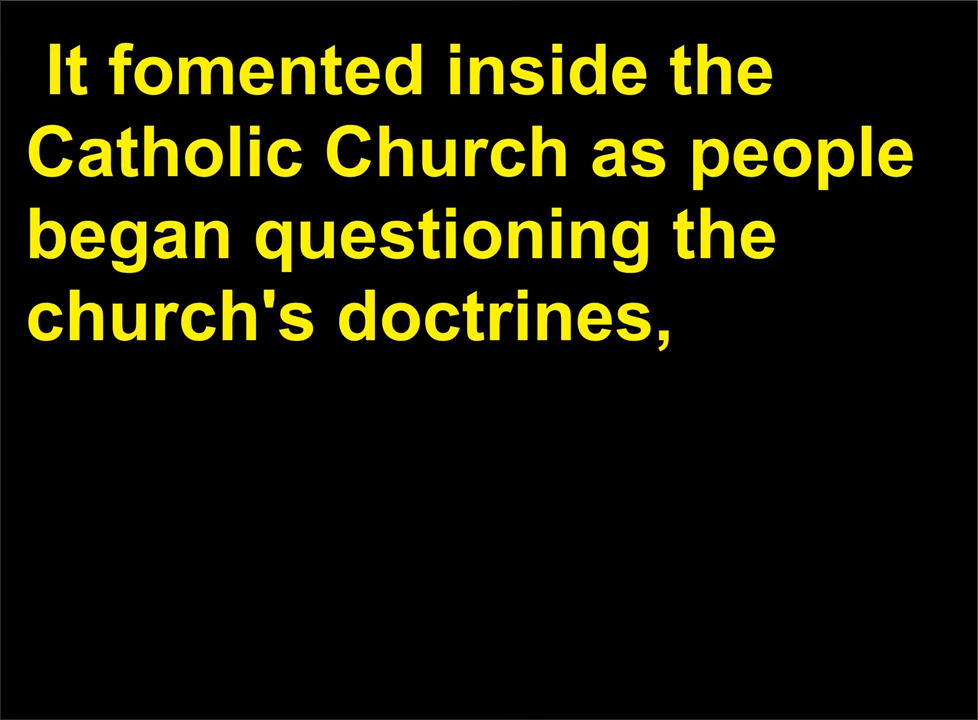 It fomented inside the
Catholic Church as people
began questioning the
church's doctrines,